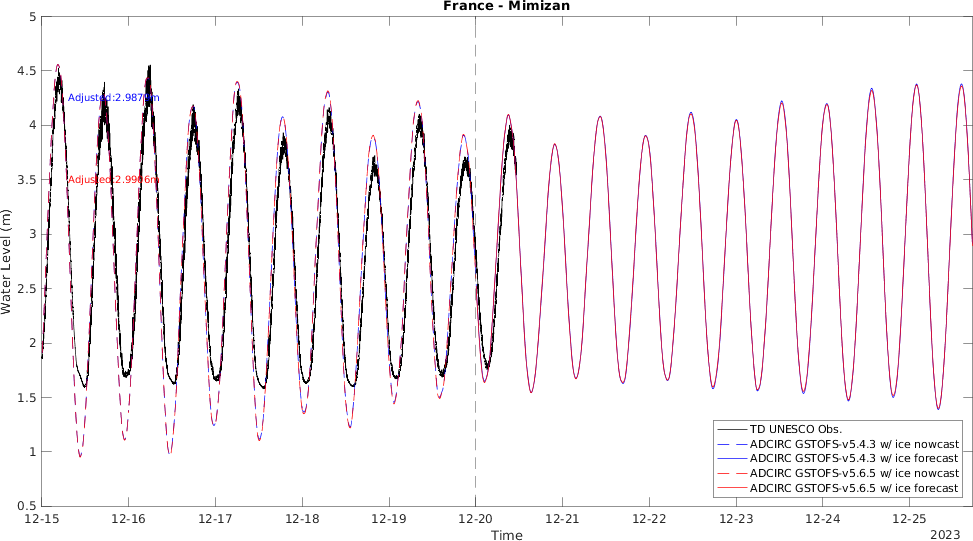 France - Mimizan
5
4.5
4
3.5
3
2.5
2
1.5
1
0.5
Water Level (m)
Adjusted:2.987 m
Adjusted:2.9906m
TD UNESCO Obs.
ADCIRC GSTOFS-v5.4.3 w/ ice nowcast
ADCIRC GSTOFS-v5.4.3 w/ ice forecast
ADCIRC GSTOFS-v5.6.5 w/ ice nowcast
ADCIRC GSTOFS-v5.6.5 w/ ice forecast
12-15 12-16 12-17 12-18 12-19 12-20 12-21 12-22 12-23 12-24 12-25
Time
2023